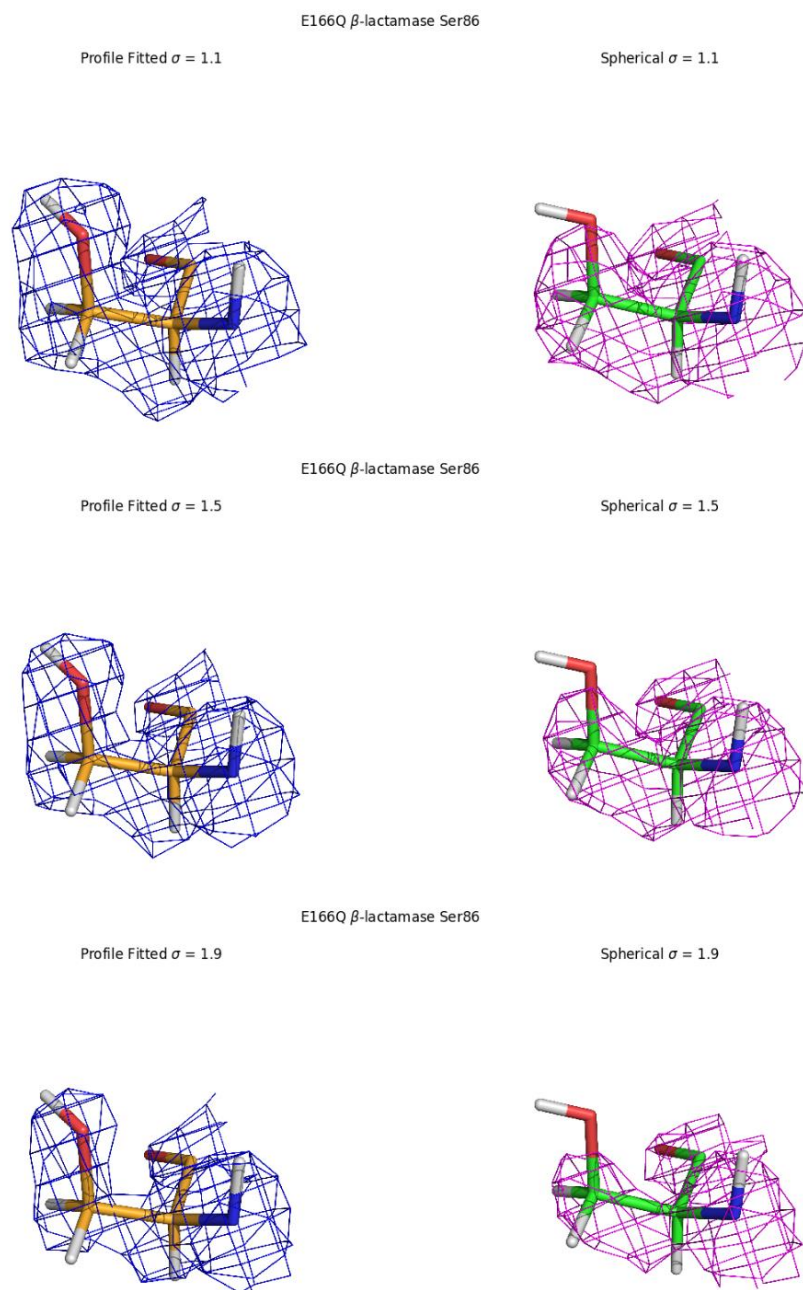 E166Q β-lactamase Ser86
Profile Fitted σ = 1.1
Spherical σ = 1.1
E166Q β-lactamase Ser86
Profile Fitted σ = 1.5
Spherical σ = 1.5
E166Q β-lactamase Ser86
Profile Fitted σ = 1.9
Spherical σ = 1.9